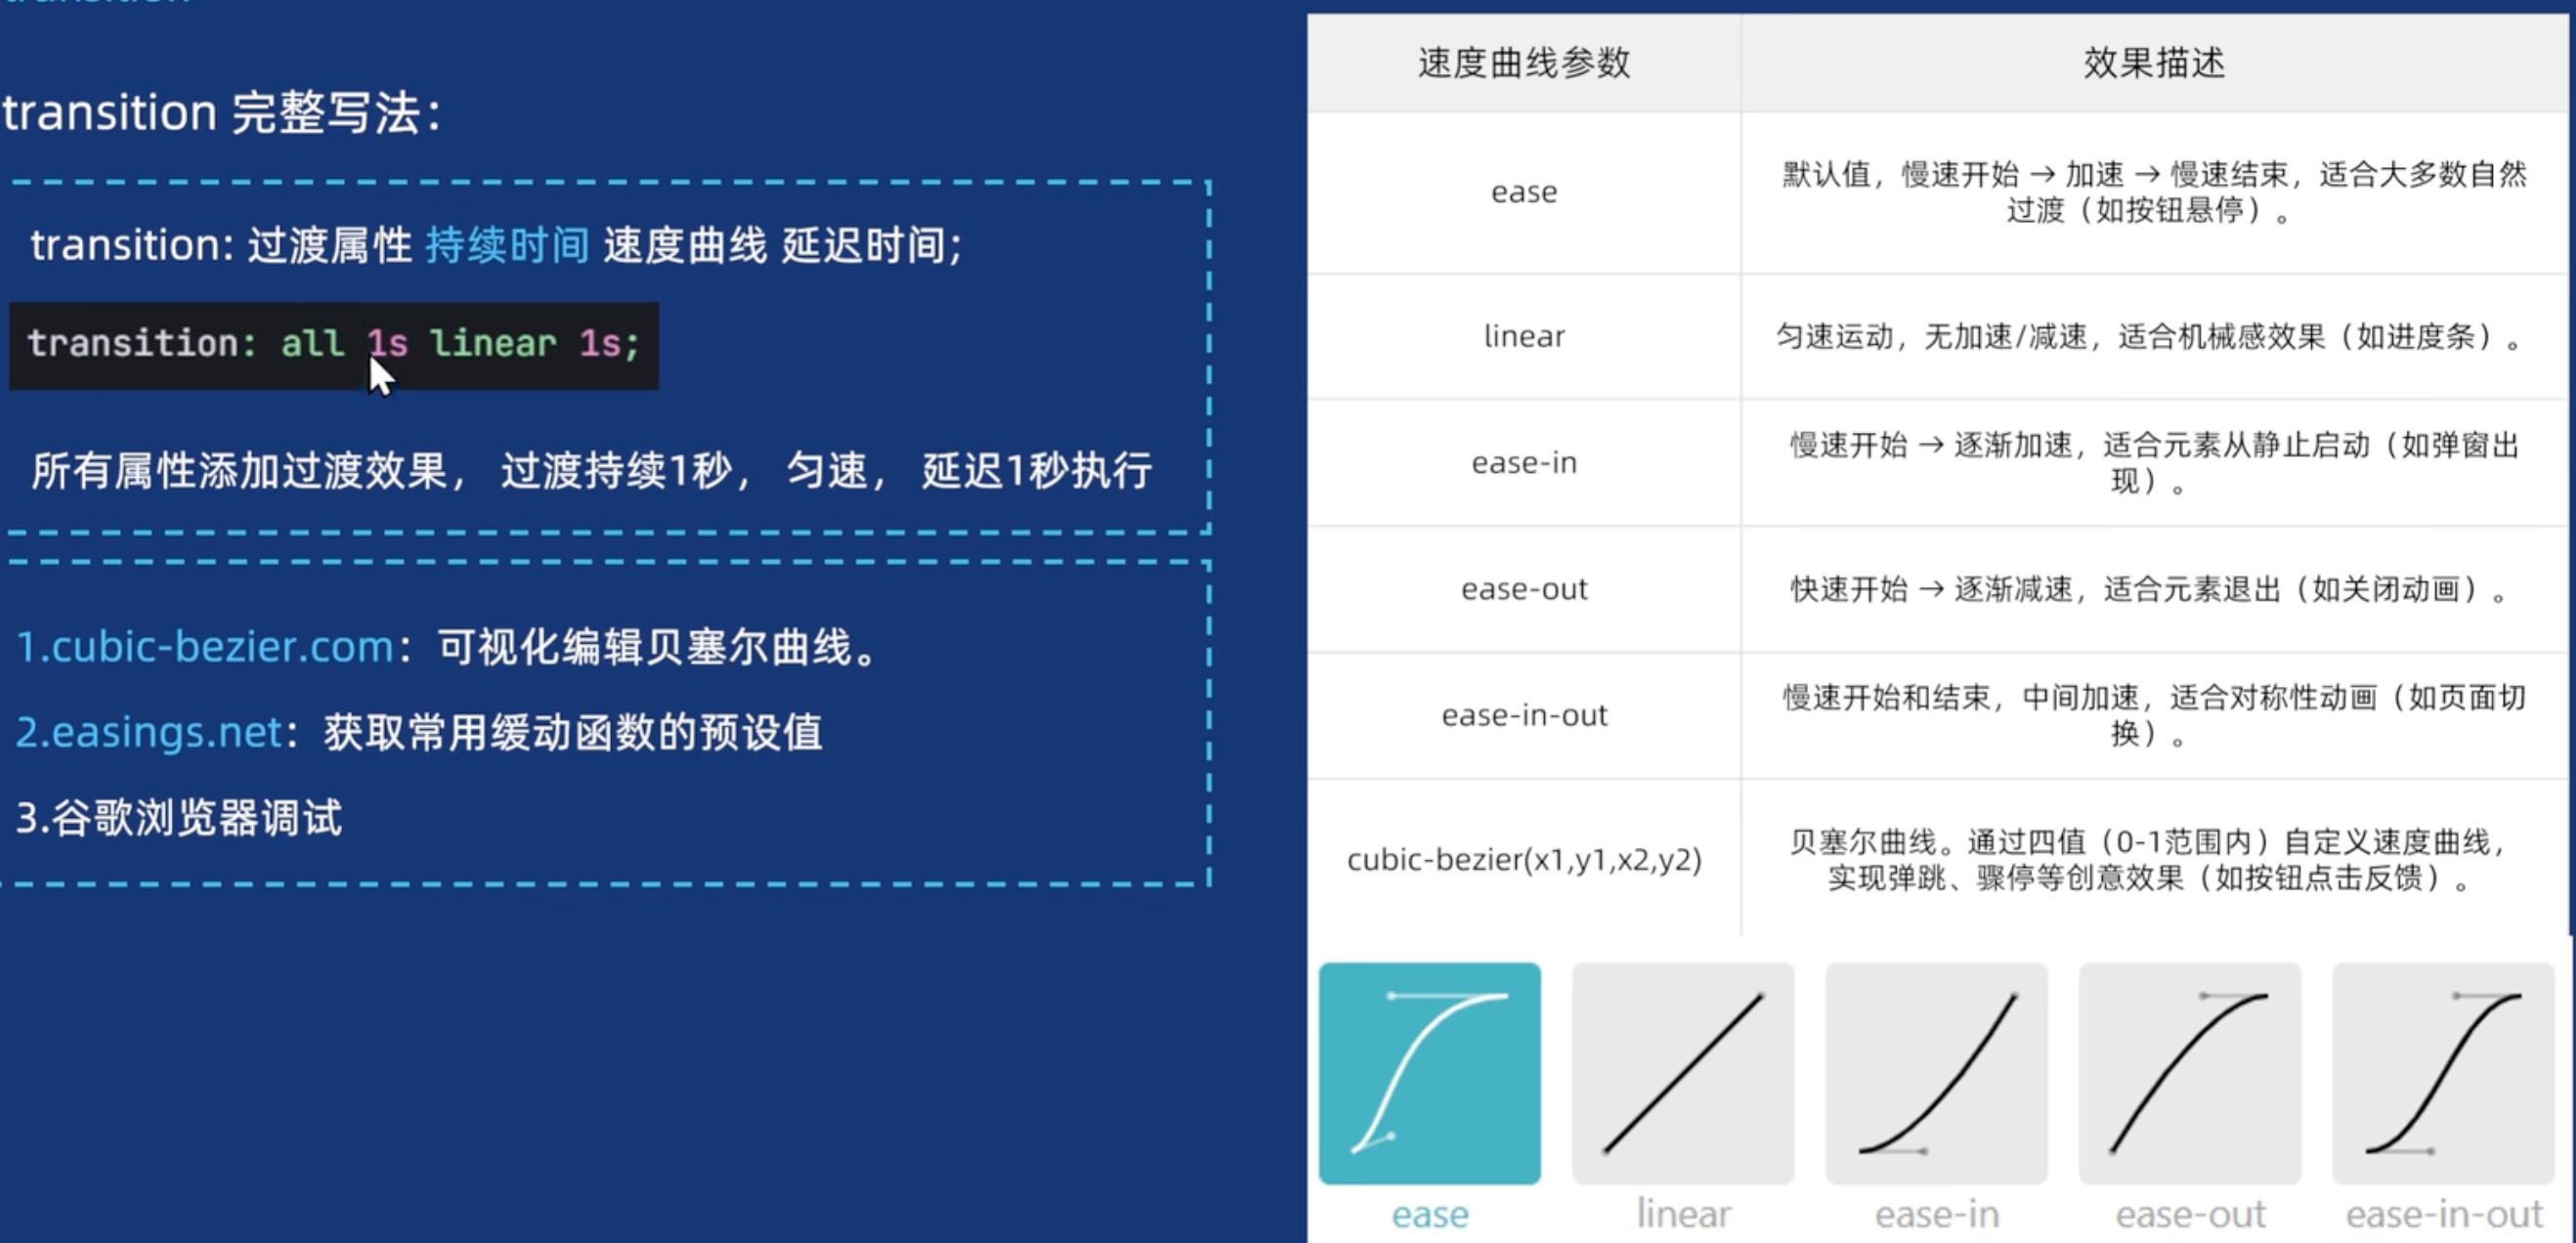 transition 完整写法：
transition: 过渡属性 持续时间 速度曲线 延迟时间;
transition: all 1s linear 1s;
所有属性添加过渡效果， 过渡持续1秒， 匀速， 延迟1秒执行
1.cubic-bezier.com：可视化编辑贝塞尔曲线。
2.easings.net：获取常用缓动函数的预设值
3.谷歌浏览器调试
速度曲线参数 效果描述
ease
默认值，慢速开始 → 加速 → 慢速结束，适合大多数自然
过渡（如按钮悬停）。
linear
匀速运动，无加速/减速，适合机械感效果（如进度条）。
ease-in
慢速开始 → 逐渐加速，适合元素从静止启动（如弹窗出
现）。
ease-out
快速开始 → 逐渐减速，适合元素退出（如关闭动画）。
ease-in-out
慢速开始和结束，中间加速，适合对称性动画（如页面切
换）。
cubic-bezier(x1,y1,x2,y2)
贝塞尔曲线。通过四值（0-1范围内）自定义速度曲线，
实现弹跳、骤停等创意效果（如按钮点击反馈）。
ease linear ease-in ease-out ease-in-out